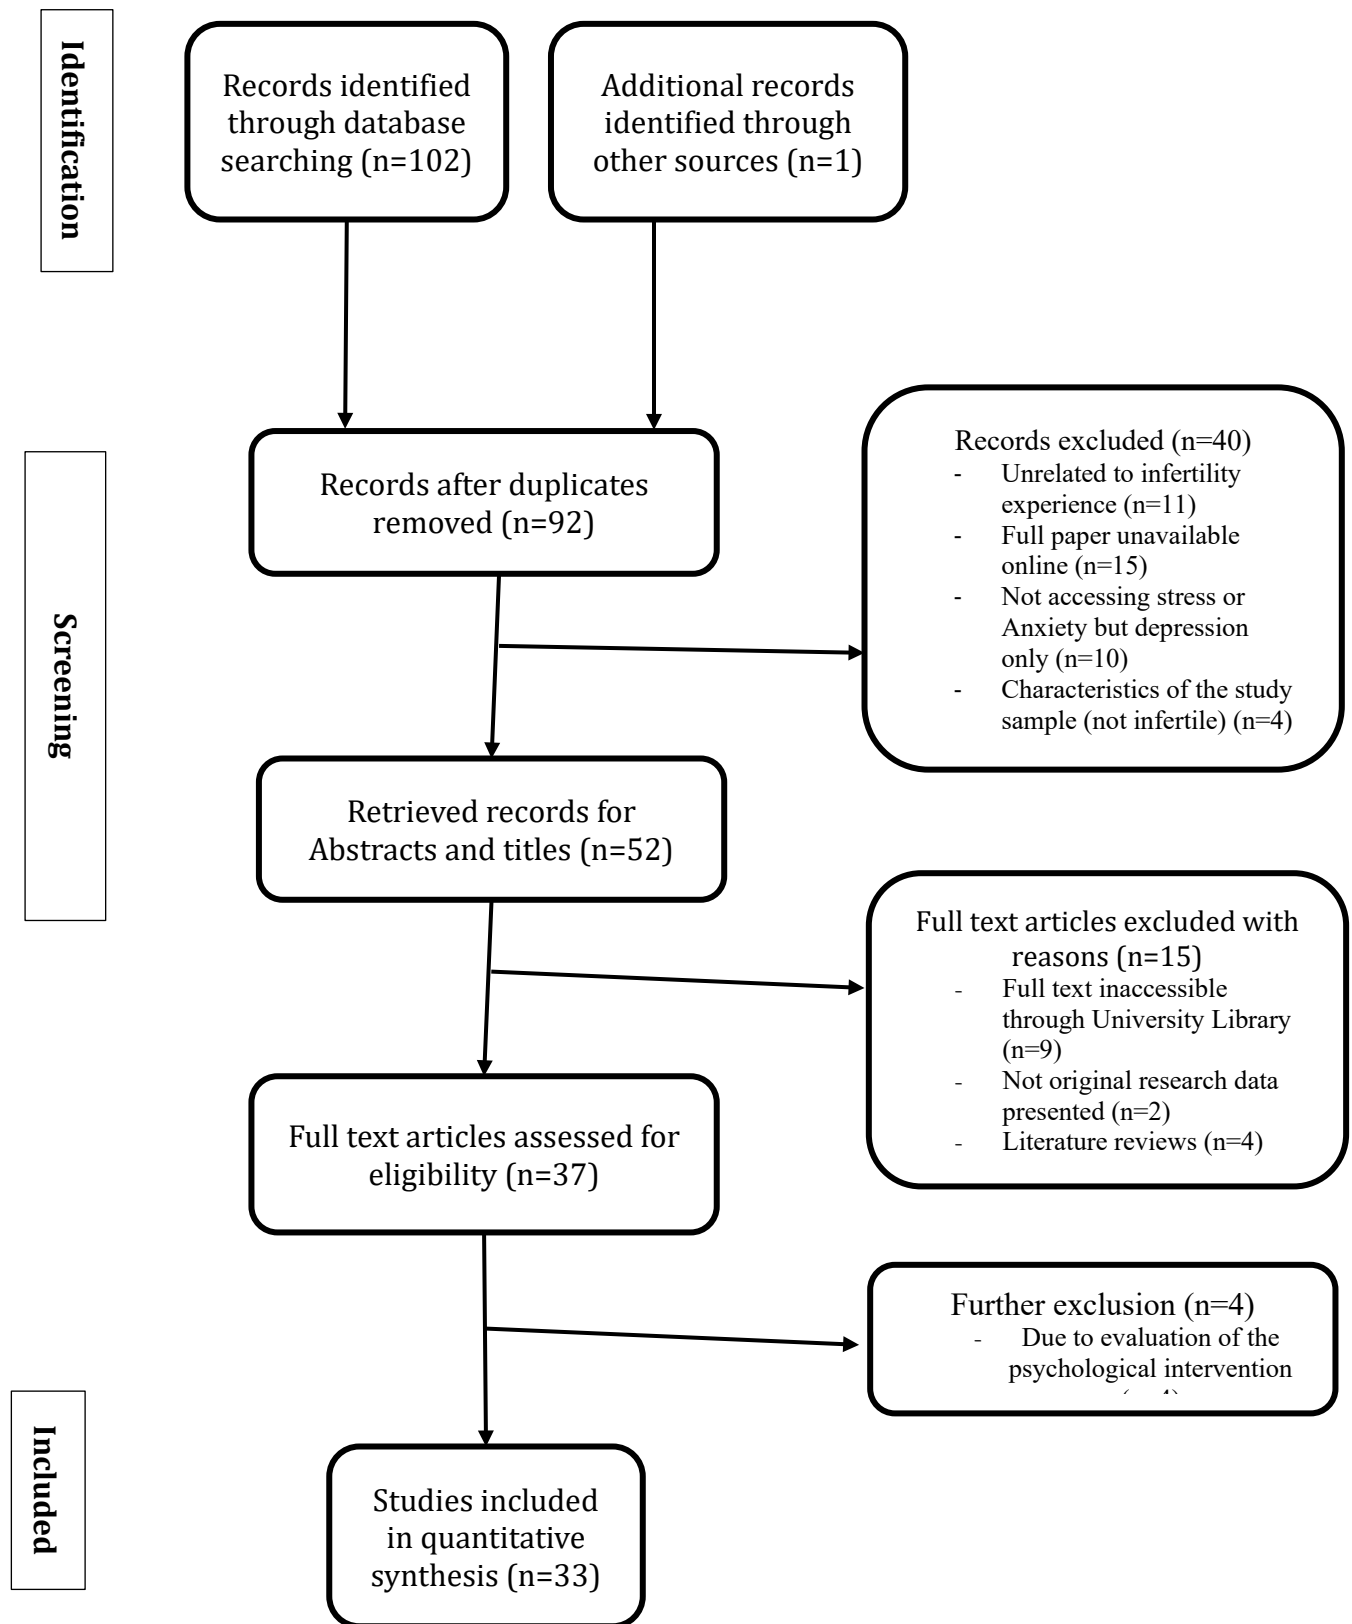 Identification
Records identified
through database
searching (n=102)
Additional records
identified through
other sources (n=1)
Records after duplicates
removed (n=92)
Records excluded (n=40)
- Unrelated to infertility
experience (n=11)
- Full paper unavailable
online (n=15)
- Not accessing stress or
Anxiety but depression
only (n=10)
- Characteristics of the study
sample (not infertile) (n=4)
Screening
Retrieved records for
Abstracts and titles (n=52)
Full text articles excluded with
reasons (n=15)
- Full text inaccessible
through University Library
(n=9)
- Not original research data
presented (n=2)
- Literature reviews (n=4)
Full text articles assessed for
eligibility (n=37)
Further exclusion (n=4)
- Due to evaluation of the
psychological intervention
Included
Studies included
in quantitative
synthesis (n=33)